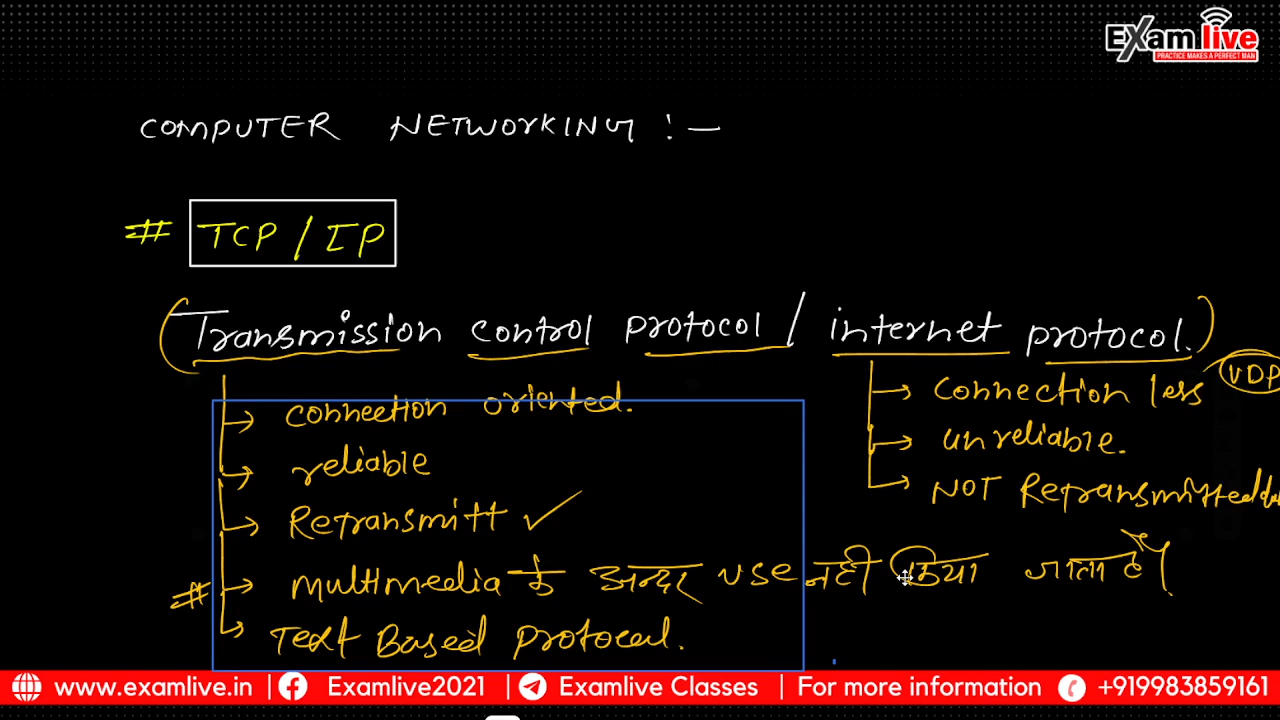 Exam live
PRACTICE MAKES A PERFECT MAN
COMPUTER NETWORKING :-
# TCP / IP
(Transmission control protocol / internet protocol.)
→ connection oriented.
→ reliable
→ Retransmitt ✓
# → multimedia के अन्दर use नही किया जाता है।
→ Text Based protocol.
→ Connection less UDP
→ unreliable.
→ NOT Retransmitted
www.examlive.in | Examlive2021 | Examlive Classes | For more information +919983859161